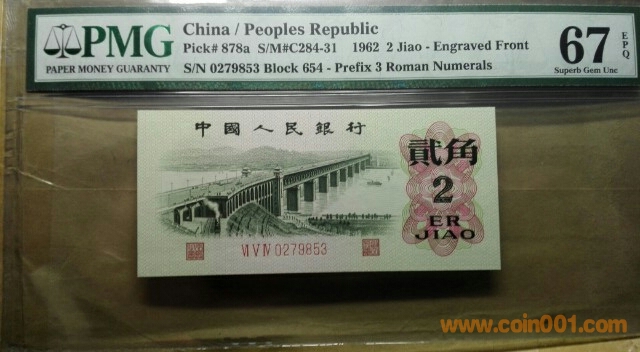 PMG
PAPER MONEY GUARANTY
China / Peoples Republic
Pick# 878a S/M#C284-31 1962 2 Jiao - Engraved Front
S/N 0279853 Block 654 - Prefix 3 Roman Numerals
67
EPQ
Superb Gem Unc
中國人民銀行
貳角
2
ER
JIAO
VI V IV 0279853
www.coin001.com